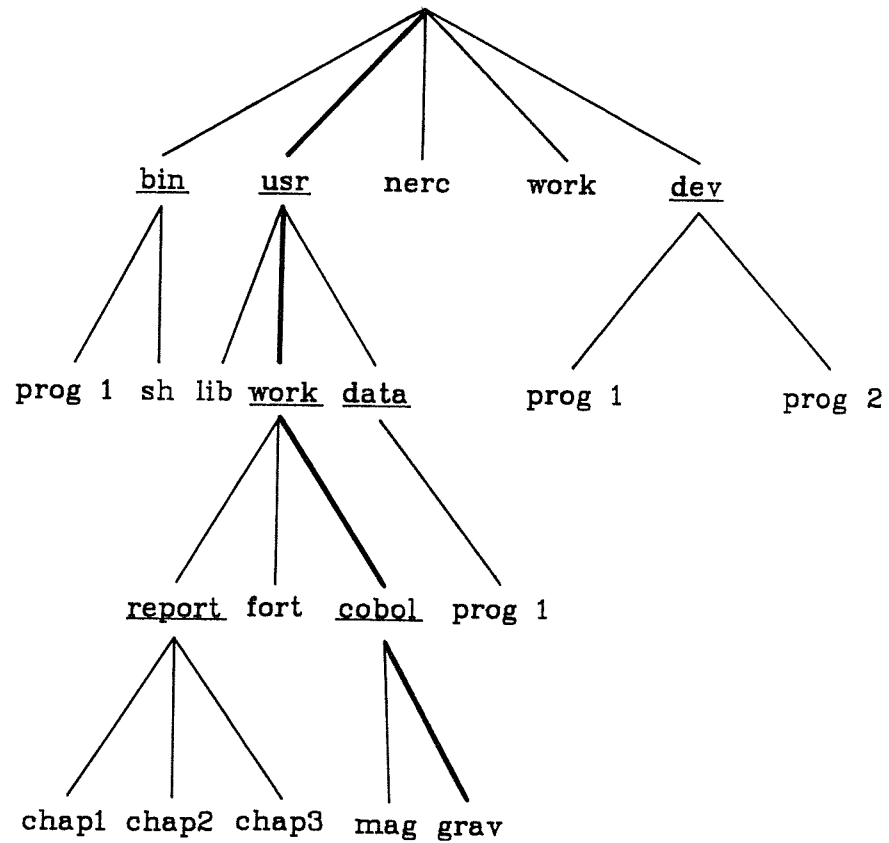 bin usr nerc work dev
prog 1 sh lib work data prog 1 prog 2
report fort cobol prog 1
chap1 chap2 chap3 mag grav